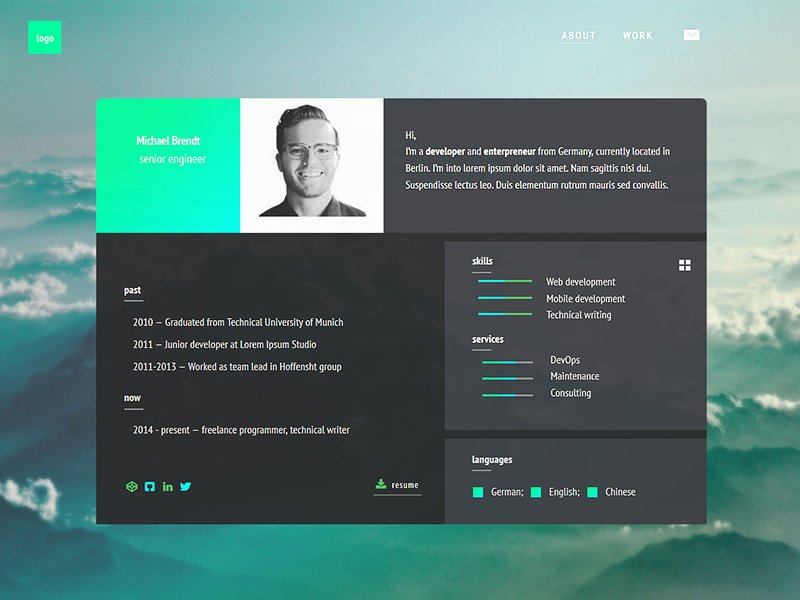 logo
ABOUT
WORK
Michael Brendt
senior engineer
Hi,
I'm a developer and enterpreneur from Germany, currently located in
Berlin. I'm into lorem ipsum dolor sit amet. Nam sagittis nisi dui.
Suspendisse lectus leo. Duis elementum rutrum mauris sed convallis.
past
2010 – Graduated from Technical University of Munich
2011 – Junior developer at Lorem Ipsum Studio
2011-2013 – Worked as team lead in Hoffensht group
now
2014 - present – freelance programmer, technical writer
resume
skills
Web development
Mobile development
Technical writing
services
DevOps
Maintenance
Consulting
languages
German; English; Chinese